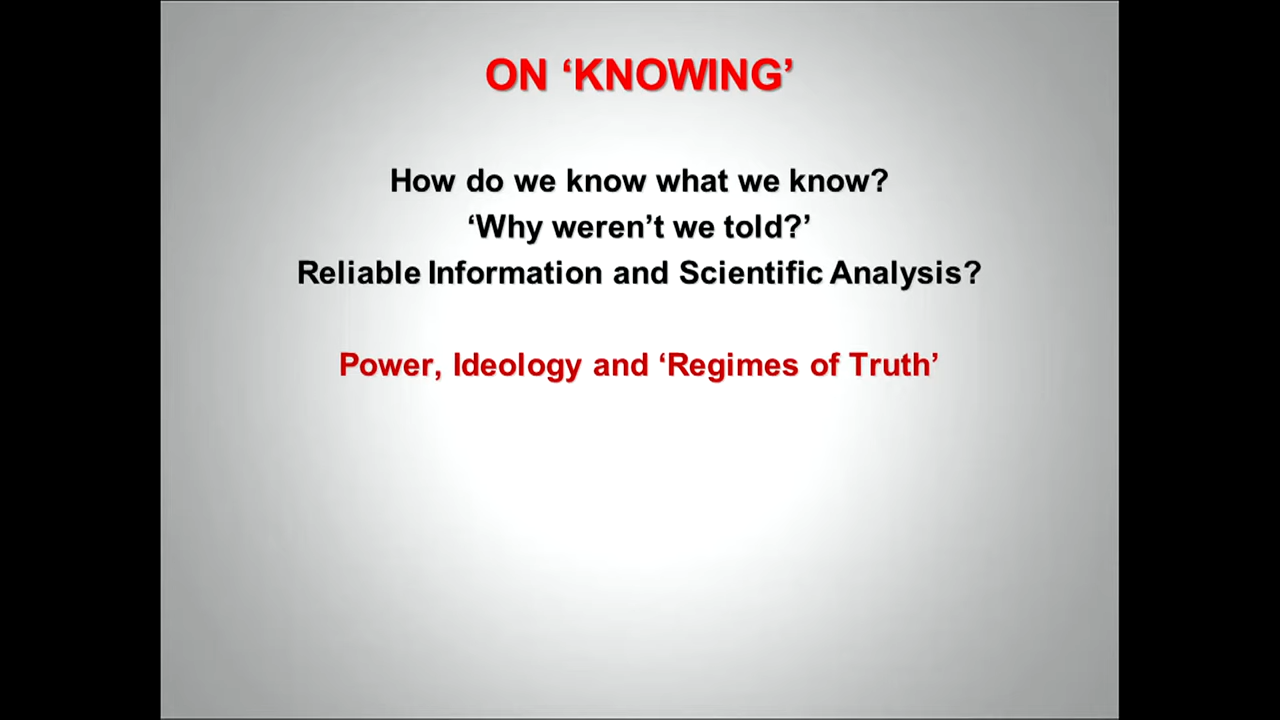 ON ‘KNOWING’
How do we know what we know?
‘Why weren’t we told?’
Reliable Information and Scientific Analysis?
Power, Ideology and ‘Regimes of Truth’